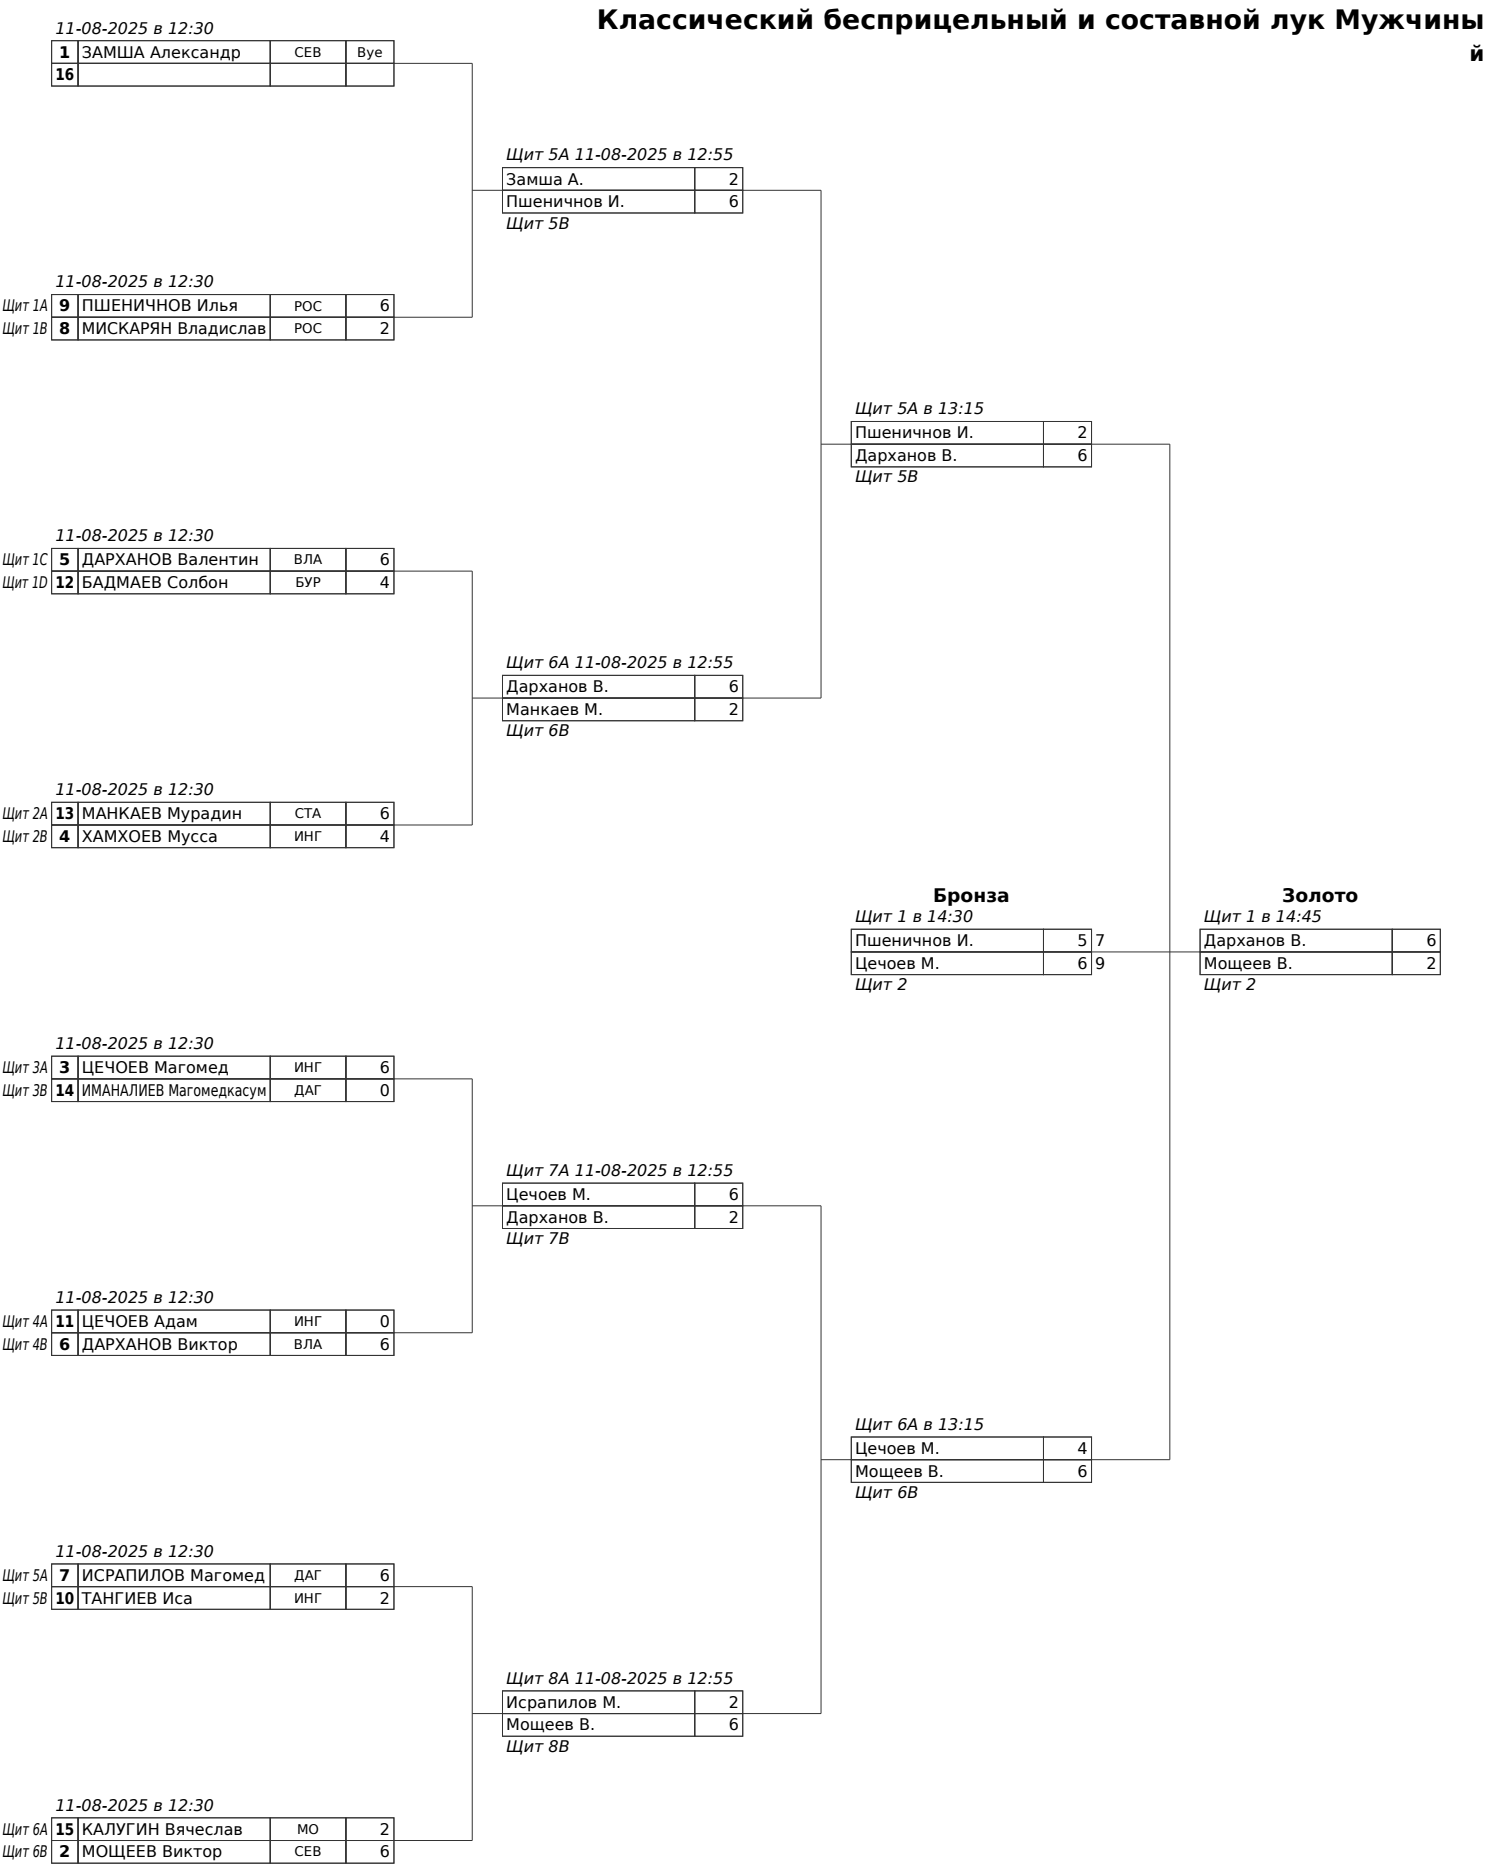 Классический бесприцельный и составной лук Мужчины
й
11-08-2025 в 12:30
1 ЗАМША Александр СЕВ Bye
16
Щит 5A 11-08-2025 в 12:55
Замша А. 2
Пшеничнов И. 6
Щит 5B
11-08-2025 в 12:30
Щит 1A 9 ПШЕНИЧНОВ Илья РОС 6
Щит 1B 8 МИСКАРЯН Владислав РОС 2
Щит 5A в 13:15
Пшеничнов И. 2
Дарханов В. 6
Щит 5B
11-08-2025 в 12:30
Щит 1C 5 ДАРХАНОВ Валентин ВЛА 6
Щит 1D 12 БАДМАЕВ Солбон БУР 4
Щит 6A 11-08-2025 в 12:55
Дарханов В. 6
Манкаев М. 2
Щит 6B
11-08-2025 в 12:30
Щит 2A 13 МАНКАЕВ Мурадин СТА 6
Щит 2B 4 ХАМХОЕВ Мусса ИНГ 4
Бронза
Щит 1 в 14:30
Пшеничнов И. 5 7
Цечоев М. 6 9
Щит 2
Золото
Щит 1 в 14:45
Дарханов В. 6
Мощеев В. 2
Щит 2
11-08-2025 в 12:30
Щит 3A 3 ЦЕЧОЕВ Магомед ИНГ 6
Щит 3B 14 ИМАНАЛИЕВ Магомедкасум ДАГ 0
Щит 7A 11-08-2025 в 12:55
Цечоев М. 6
Дарханов В. 2
Щит 7B
11-08-2025 в 12:30
Щит 4A 11 ЦЕЧОЕВ Адам ИНГ 0
Щит 4B 6 ДАРХАНОВ Виктор ВЛА 6
Щит 6A в 13:15
Цечоев М. 4
Мощеев В. 6
Щит 6B
11-08-2025 в 12:30
Щит 5A 7 ИСРАПИЛОВ Магомед ДАГ 6
Щит 5B 10 ТАНГИЕВ Иса ИНГ 2
Щит 8A 11-08-2025 в 12:55
Исрапилов М. 2
Мощеев В. 6
Щит 8B
11-08-2025 в 12:30
Щит 6A 15 КАЛУГИН Вячеслав МО 2
Щит 6B 2 МОЩЕЕВ Виктор СЕВ 6